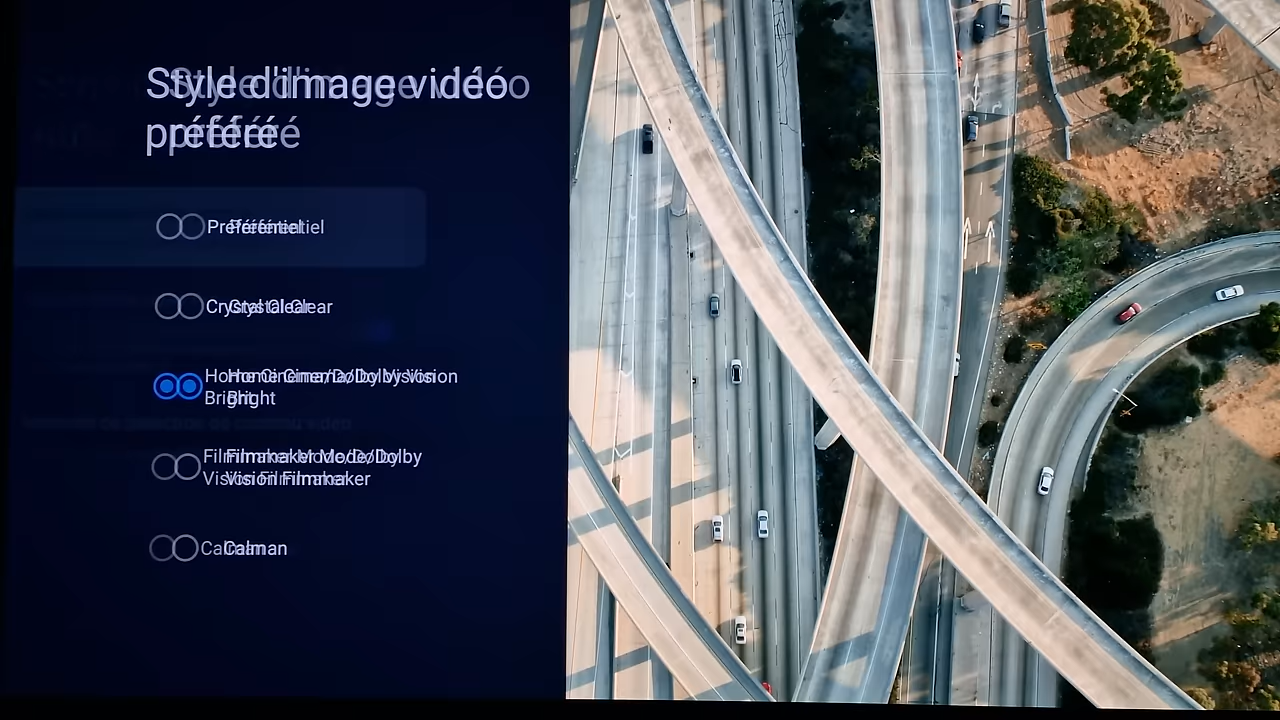 Style d'image vidéo
préféré
Préférentiel
Crystal Clear
Home Cinema/Dolby Vision
Bright
Filmmaker Mode/Dolby
Vision Filmmaker
Calman